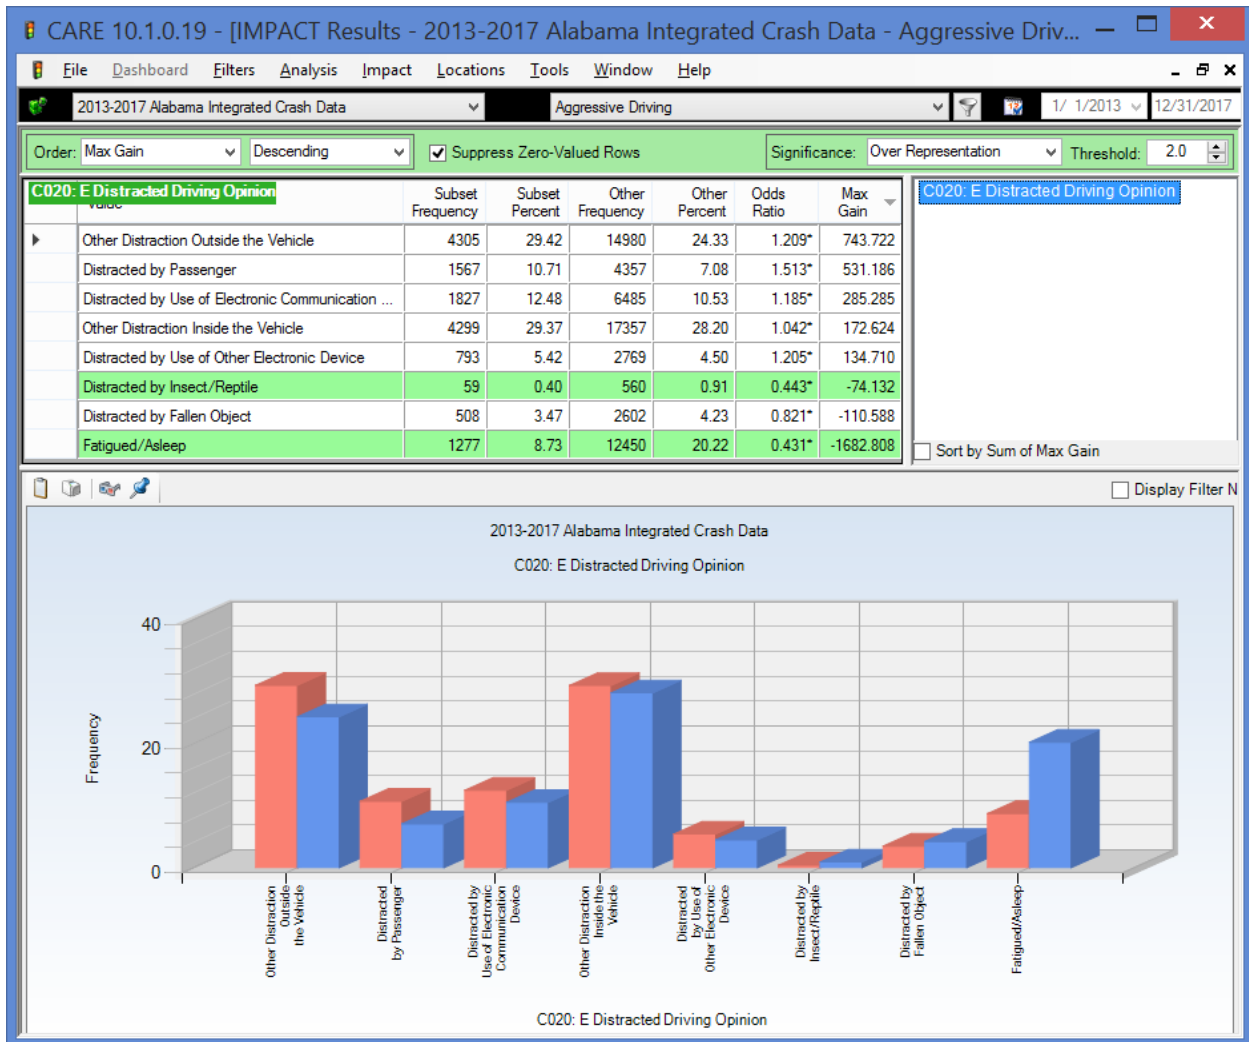 CARE 10.1.0.19 - [IMPACT Results - 2013-2017 Alabama Integrated Crash Data - Aggressive Driv...
File Dashboard Filters Analysis Impact Locations Tools Window Help
2013-2017 Alabama Integrated Crash Data Aggressive Driving 1/ 1/2013 12/31/2017
Order: Max Gain Descending Suppress Zero-Valued Rows Significance: Over Representation Threshold: 2.0
C020: E Distracted Driving Opinion Subset Frequency Subset Percent Other Frequency Other Percent Odds Ratio Max Gain C020: E Distracted Driving Opinion
Other Distraction Outside the Vehicle 4305 29.42 14980 24.33 1.209* 743.722
Distracted by Passenger 1567 10.71 4357 7.08 1.513* 531.186
Distracted by Use of Electronic Communication ... 1827 12.48 6485 10.53 1.185* 285.285
Other Distraction Inside the Vehicle 4299 29.37 17357 28.20 1.042* 172.624
Distracted by Use of Other Electronic Device 793 5.42 2769 4.50 1.205* 134.710
Distracted by Insect/Reptile 59 0.40 560 0.91 0.443* -74.132
Distracted by Fallen Object 508 3.47 2602 4.23 0.821* -110.588
Fatigued/Asleep 1277 8.73 12450 20.22 0.431* -1682.808
Sort by Sum of Max Gain
Display Filter N
2013-2017 Alabama Integrated Crash Data
C020: E Distracted Driving Opinion
40
20
0
Frequency
Other Distraction
Outside
the Vehicle
Distracted
by Passenger
Distracted by
Use of Electronic
Communication
Device
Other Distraction
Inside the
Vehicle
Distracted
by Use of
Other Electronic
Device
Distracted by
Insect/Reptile
Distracted by
Fallen Object
Fatigued/Asleep
C020: E Distracted Driving Opinion